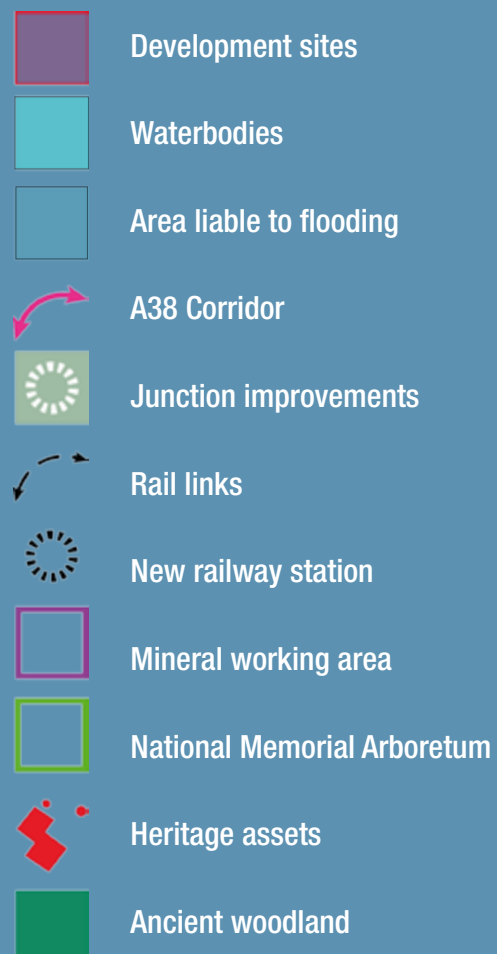 Development sites
Waterbodies
Area liable to flooding
A38 Corridor
Junction improvements
Rail links
New railway station
Mineral working area
National Memorial Arboretum
Heritage assets
Ancient woodland